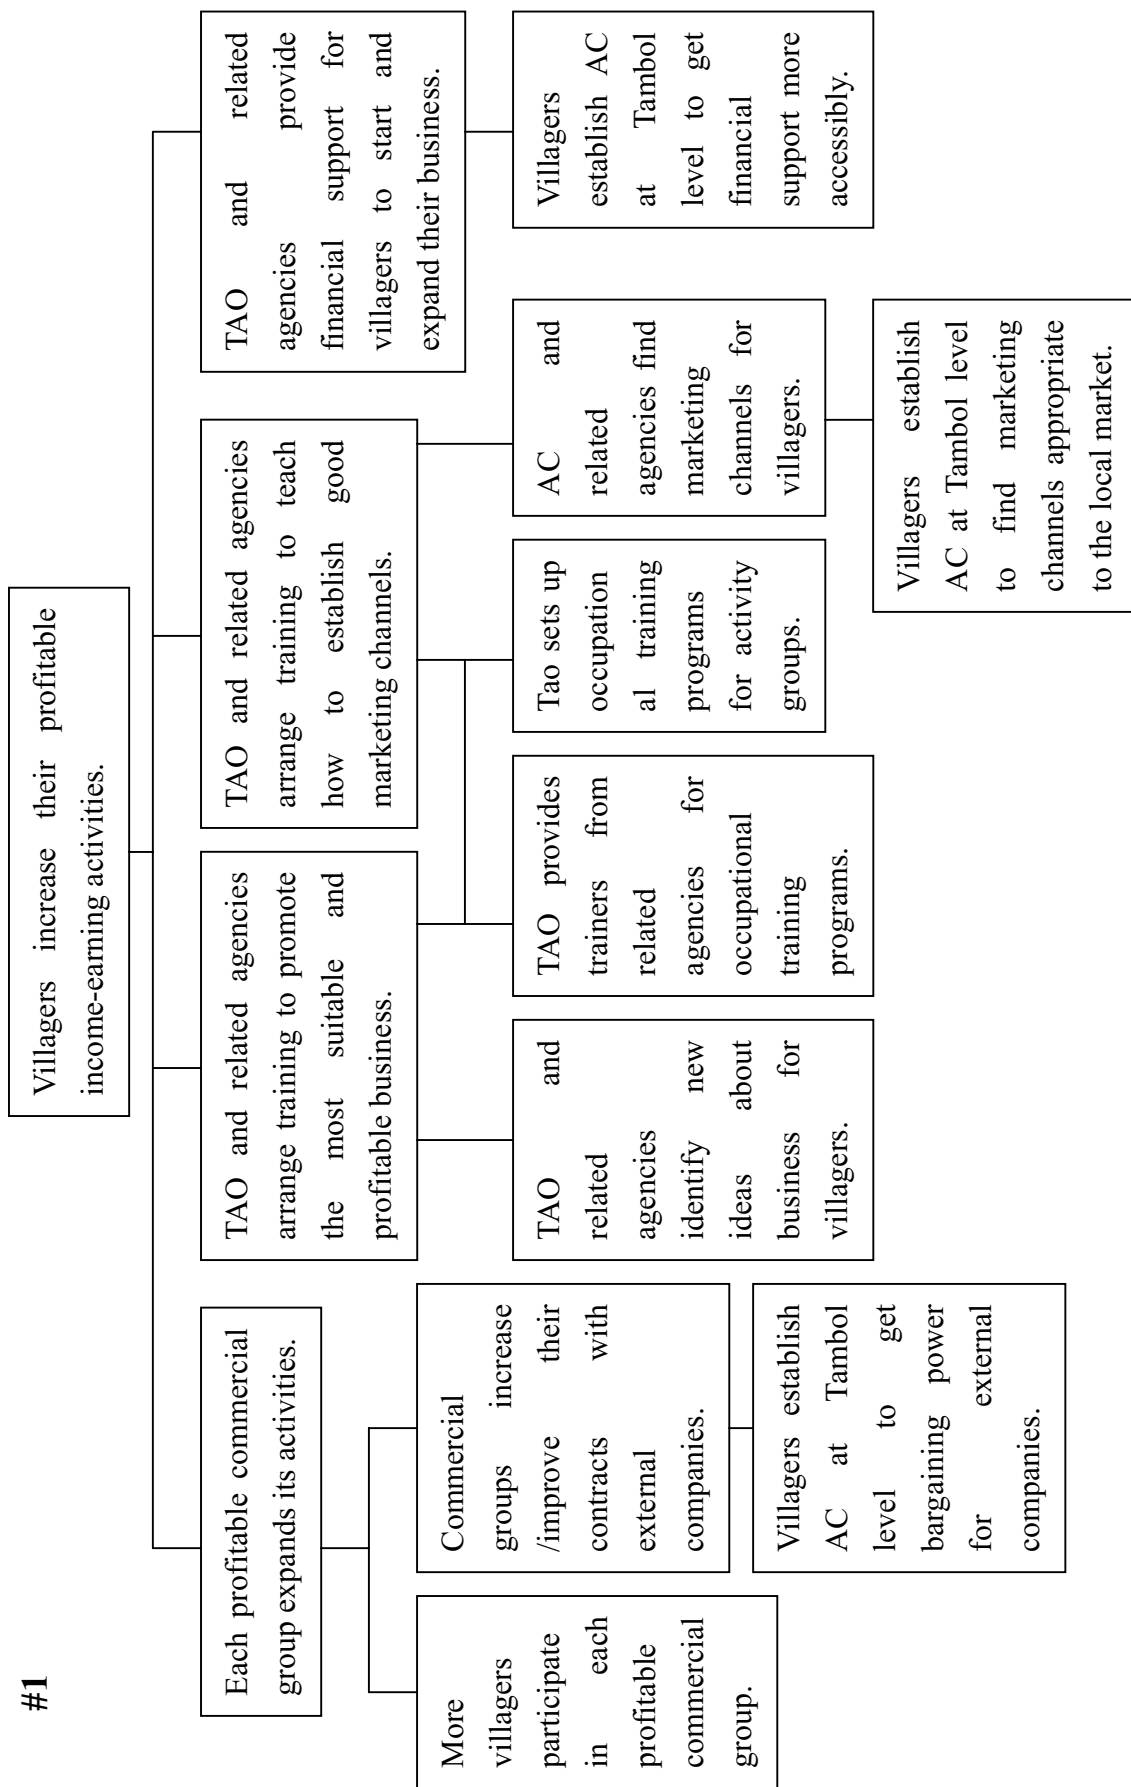 #1
Villagers increase their profitable
income-earning activities.
Each profitable commercial
group expands its activities.
TAO and related agencies
arrange training to promote
the most suitable and
profitable business.
TAO and related agencies
arrange training to teach
how to establish good
marketing channels.
TAO and related
agencies provide
financial support for
villagers to start and
expand their business.
More
villagers
participate
in each
profitable
commercial
group.
Commercial
groups increase
/improve their
contracts with
external
companies.
TAO and
related
agencies
identify new
ideas about
business for
villagers.
TAO provides
trainers from
related
agencies for
occupational
training
programs.
Tao sets up
occupation
al training
programs
for activity
groups.
AC and
related
agencies find
marketing
channels for
villagers.
Villagers
establish AC
at Tambol
level to get
financial
support more
accessibly.
Villagers establish
AC at Tambol
level to get
bargaining power
for external
companies.
Villagers establish
AC at Tambol level
to find marketing
channels appropriate
to the local market.